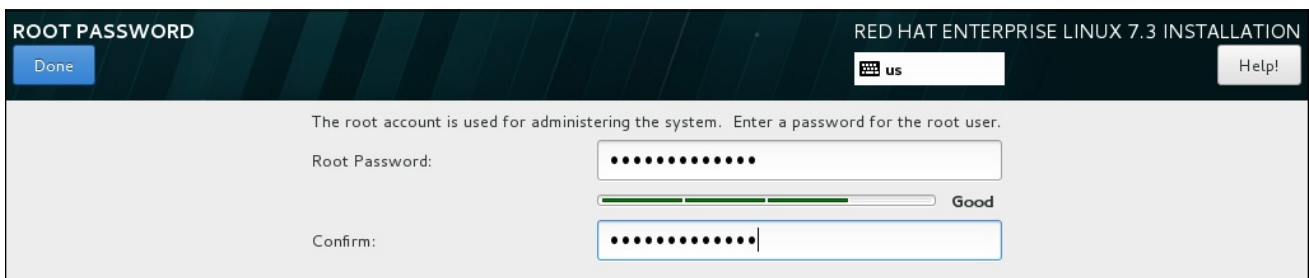 ROOT PASSWORD
RED HAT ENTERPRISE LINUX 7.3 INSTALLATION
Done
us
Help!
The root account is used for administering the system. Enter a password for the root user.
Root Password:
•••••••••••••
Good
Confirm:
•••••••••••••